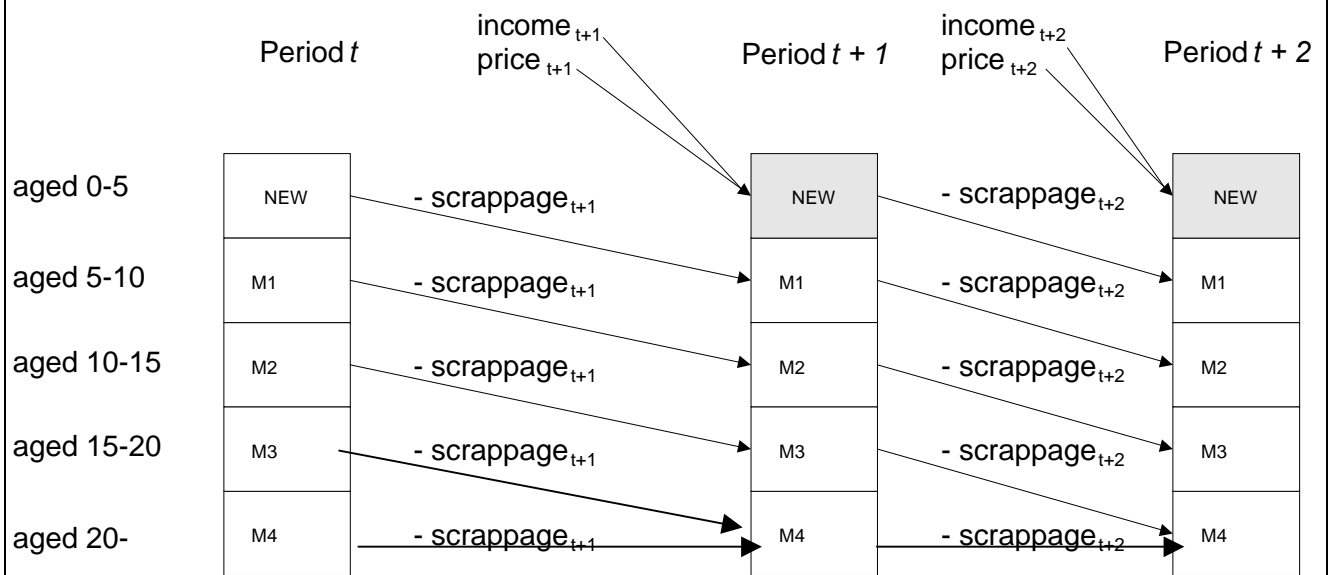 income t+1
price t+1
income t+2
price t+2
Period t
Period t + 1
Period t + 2
aged 0-5
NEW
- scrappage t+1
NEW
- scrappage t+2
NEW
aged 5-10
M1
- scrappage t+1
M1
- scrappage t+2
M1
aged 10-15
M2
- scrappage t+1
M2
- scrappage t+2
M2
aged 15-20
M3
- scrappage t+1
M3
- scrappage t+2
M3
aged 20-
M4
- scrappage t+1
M4
- scrappage t+2
M4